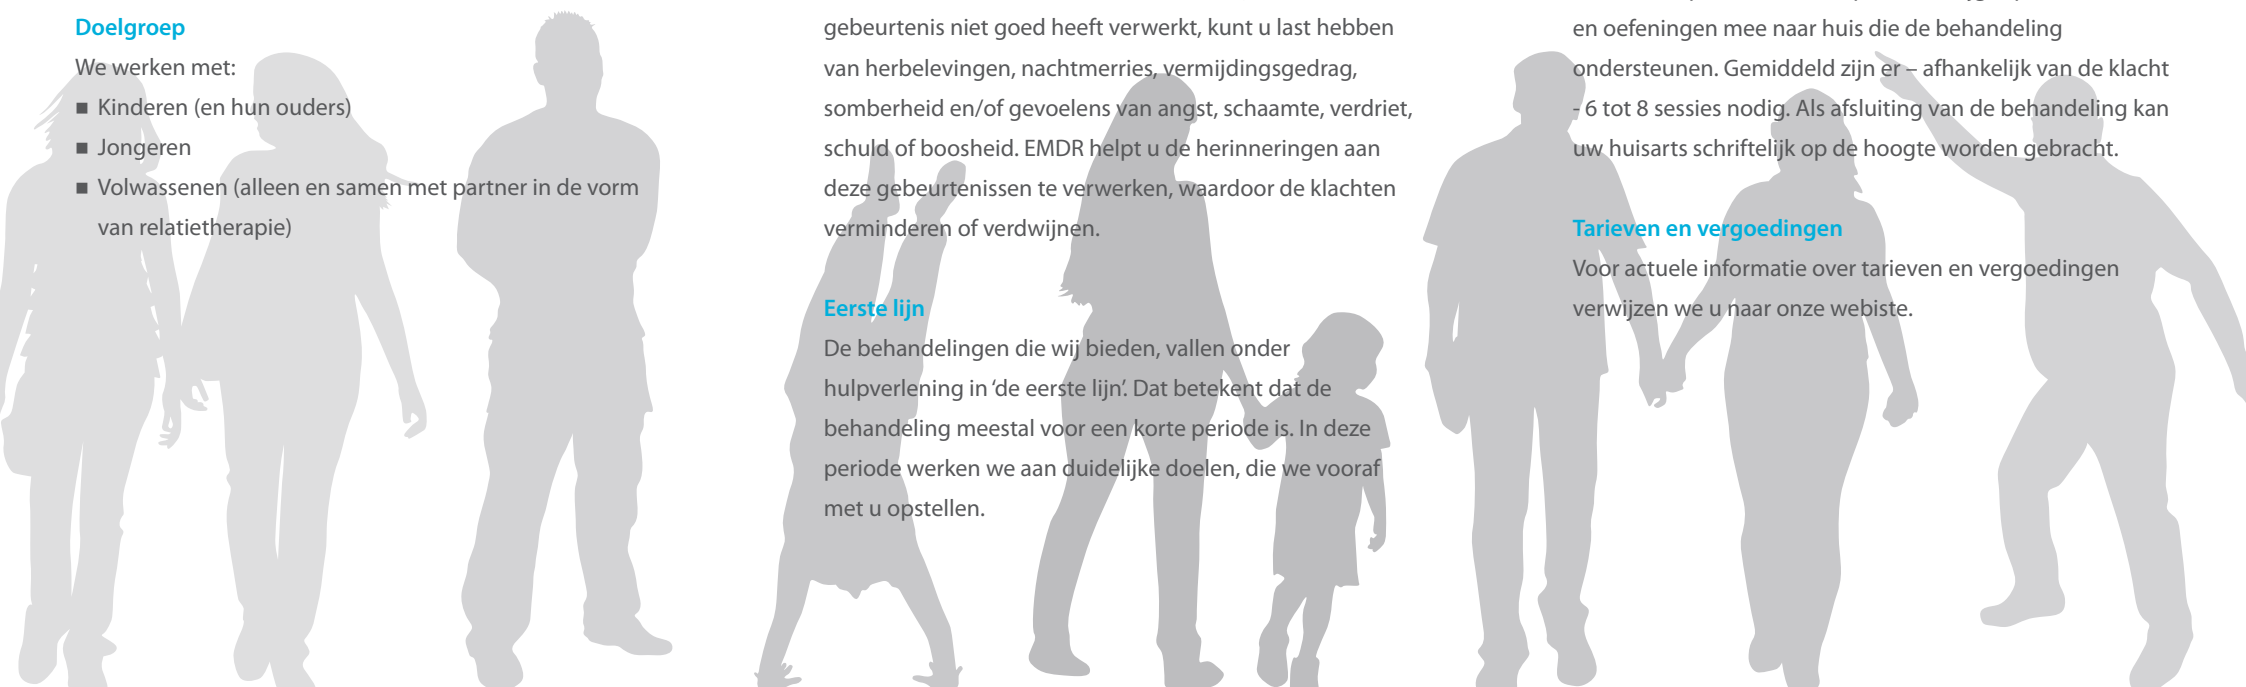 Doelgroep
We werken met:
■ Kinderen (en hun ouders)
■ Jongeren
■ Volwassenen (alleen en samen met partner in de vorm
van relatietherapie)
gebeurtenis niet goed heeft verwerkt, kunt u last hebben
van herbelevingen, nachtmerries, vermijdingsgedrag,
somberheid en/of gevoelens van angst, schaamte, verdriet,
schuld of boosheid. EMDR helpt u de herinneringen aan
deze gebeurtenissen te verwerken, waardoor de klachten
verminderen of verdwijnen.
Eerste lijn
De behandelingen die wij bieden, vallen onder
hulpverlening in ‘de eerste lijn’. Dat betekent dat de
behandeling meestal voor een korte periode is. In deze
periode werken we aan duidelijke doelen, die we vooraf
met u opstellen.
en oefeningen mee naar huis die de behandeling
ondersteunen. Gemiddeld zijn er – afhankelijk van de klacht
- 6 tot 8 sessies nodig. Als afsluiting van de behandeling kan
uw huisarts schriftelijk op de hoogte worden gebracht.
Tarieven en vergoedingen
Voor actuele informatie over tarieven en vergoedingen
verwijzen we u naar onze webiste.